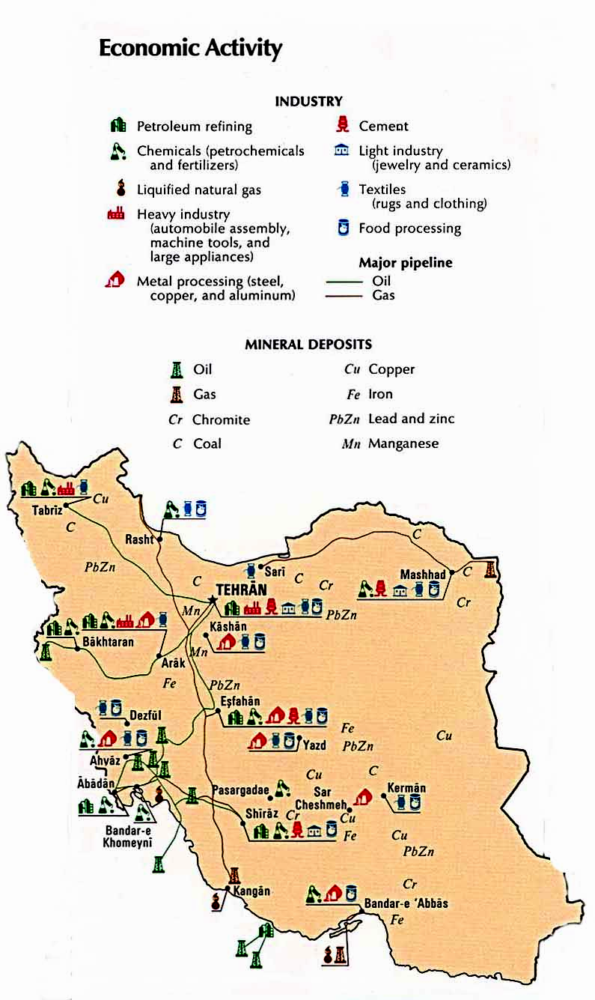 Economic Activity
INDUSTRY
Petroleum refining
Chemicals (petrochemicals
and fertilizers)
Liquified natural gas
Heavy industry
(automobile assembly,
machine tools, and
large appliances)
Metal processing (steel,
copper, and aluminum)
Cement
Light industry
(jewelry and ceramics)
Textiles
(rugs and clothing)
Food processing
Major pipeline
Oil
Gas
MINERAL DEPOSITS
Oil
Gas
Cr Chromite
C Coal
Cu Copper
Fe Iron
PbZn Lead and zinc
Mn Manganese
Cu
Tabrīz
C
Rasht
C
PbZn
Sarī
C
Mashhad
C
C
Cr
Cr
TEHRĀN
Mn
PbZn
Kāshān
Bākhtaran
Mn
Arāk
Fe
PbZn
Eşfahān
Dezfūl
Fe
Cu
Yazd
PbZn
Ahvāz
Cu
C
Ābādān
Pasargadae
Sar
Cheshmeh
Kermān
Shīrāz
Cr
Cu
Bandar-e
Khomeynī
Fe
Cu
PbZn
Kangān
Cr
Bandar-e 'Abbās
Fe